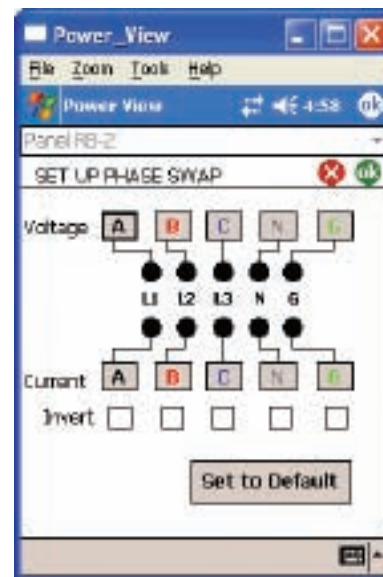 Power_View
File Zoom Tools Help
Power View 4:58 ok
Panel RB-2
SET UP PHASE SWAP ok
Voltage A B C N G
L1 L2 L3 N G
Current A B C N G
Invert
Set to Default